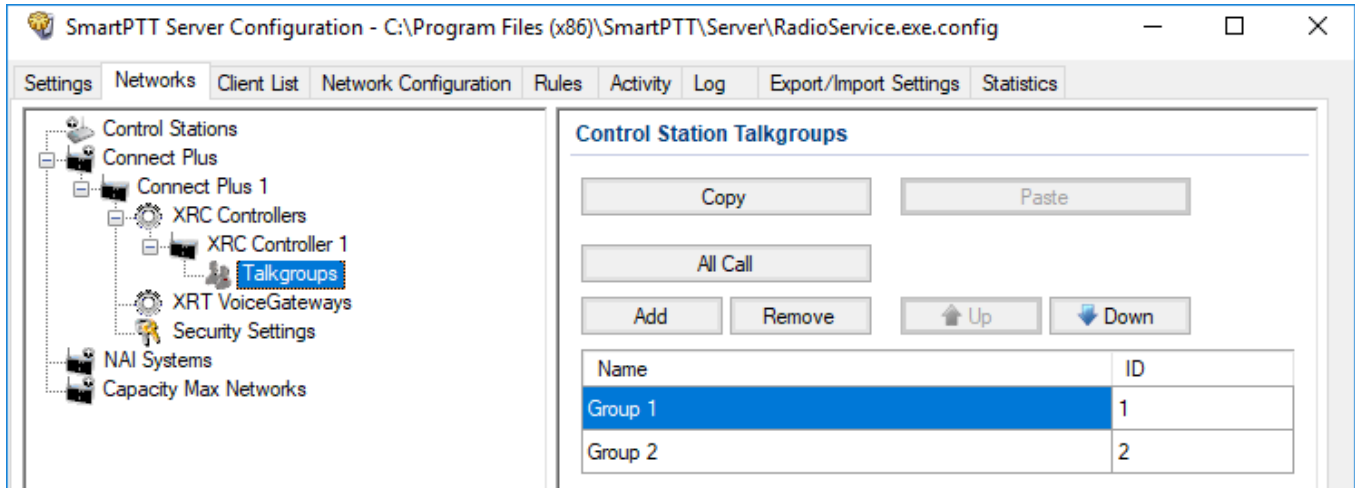 SmartPTT Server Configuration - C:\Program Files (x86)\SmartPTT\Server\RadioService.exe.config
Settings Networks Client List Network Configuration Rules Activity Log Export/Import Settings Statistics
Control Stations
Connect Plus
Connect Plus 1
XRC Controllers
XRC Controller 1
Talkgroups
XRT VoiceGateways
Security Settings
NAI Systems
Capacity Max Networks
Control Station Talkgroups
Copy Paste
All Call
Add Remove Up Down
Name ID
Group 1 1
Group 2 2